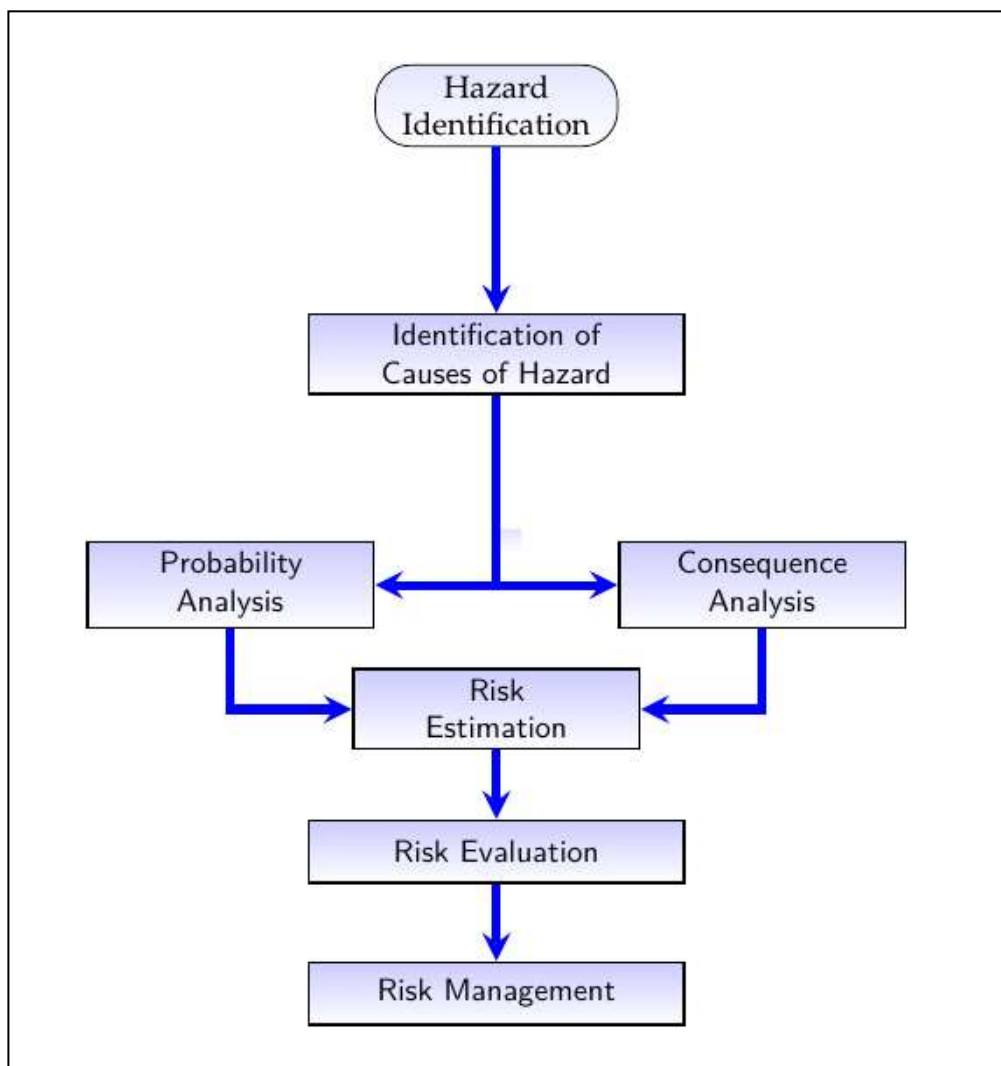 Hazard
Identification
Identification of
Causes of Hazard
Probability
Analysis
Consequence
Analysis
Risk
Estimation
Risk Evaluation
Risk Management